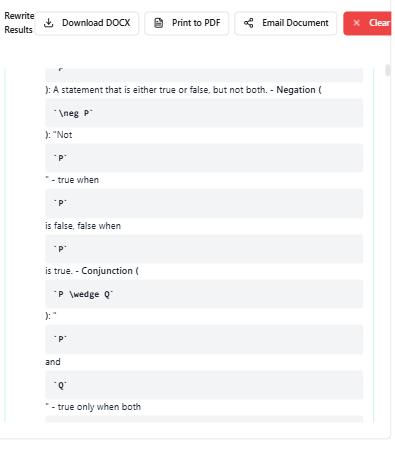 Rewrite
Results
Download DOCX
Print to PDF
Email Document
Clear
): A statement that is either true or false, but not both. - Negation (
`\neg P`
): "Not
`P`
" - true when
`P`
is false, false when
`P`
is true. - Conjunction (
`P \wedge Q`
): "
`P`
and
`Q`
" - true only when both